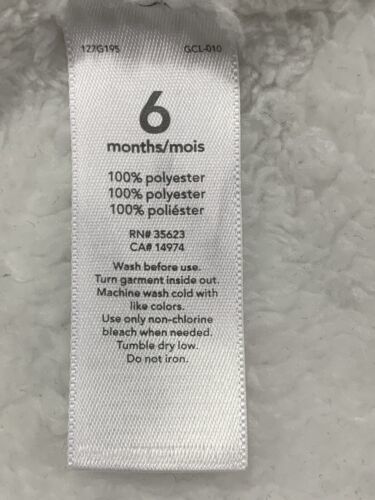 127G195 GCL-010
6
months/mois
100% polyester
100% polyester
100% poliéster
RN# 35623
CA# 14974
Wash before use.
Turn garment inside out.
Machine wash cold with
like colors.
Use only non-chlorine
bleach when needed.
Tumble dry low.
Do not iron.